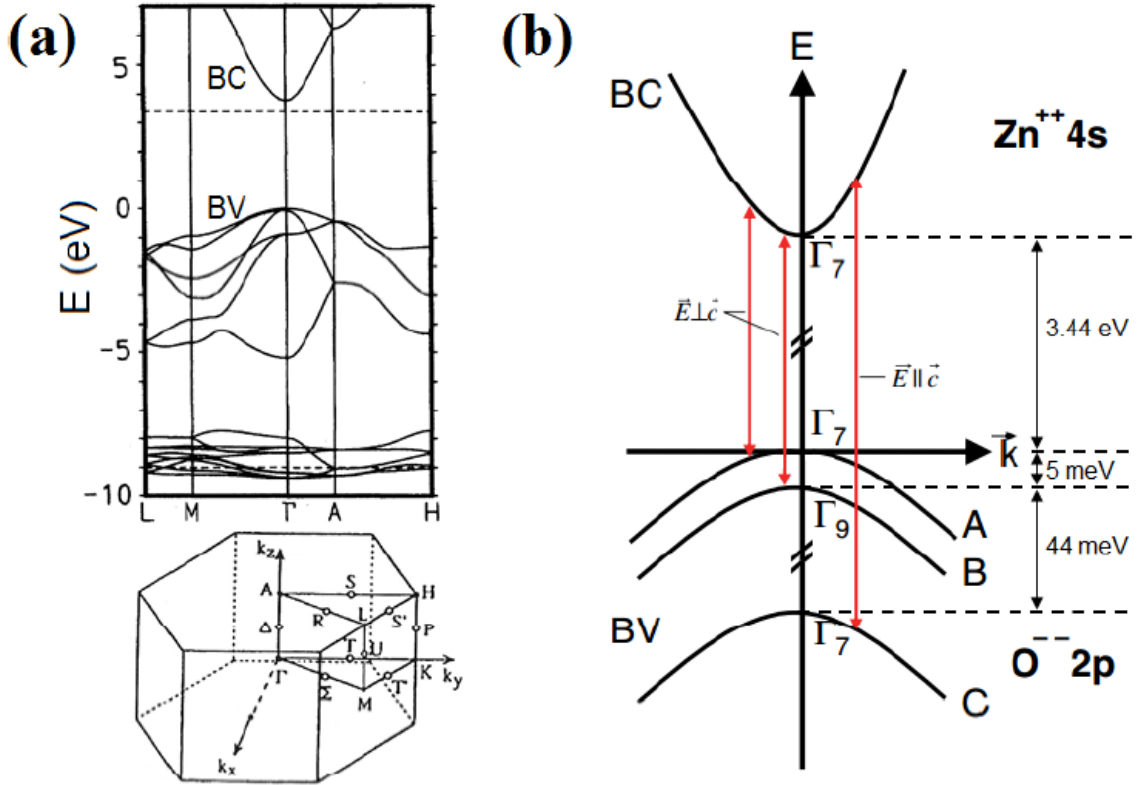 (a)
5
BC
0
BV
E (eV)
-5
-10
L M Γ A H
kz
A S H
R L S'
Δ P
T U
Γ K ky
Σ T'
M
kx
(b)
E
BC
Zn++4s
Γ7
E⊥c
3.44 eV
E∥c
Γ7
k
5 meV
Γ9
A
44 meV
B
BV
Γ7
O−−2p
C